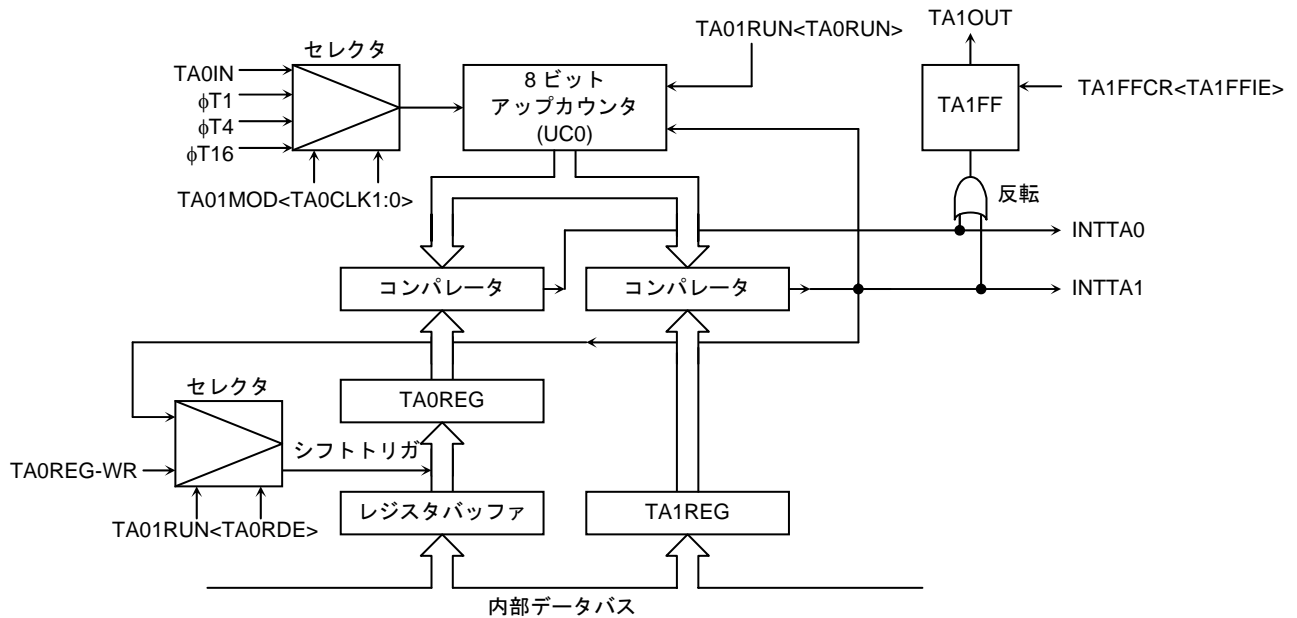 TA1OUT
TA01RUN<TA0RUN>
セレクタ
TA0IN
φT1
φT4
φT16
8 ビット
アップカウンタ
(UC0)
TA1FF
TA1FFCR<TA1FFIE>
TA01MOD<TA0CLK1:0>
反転
INTTA0
コンパレータ
コンパレータ
INTTA1
セレクタ
TA0REG
シフトトリガ
TA0REG-WR
レジスタバッファ
TA1REG
TA01RUN<TA0RDE>
内部データバス